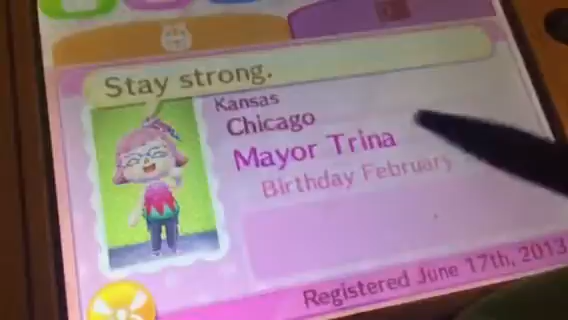 Stay strong.
Kansas
Chicago
Mayor Trina
Birthday February
Registered June 17th, 2013